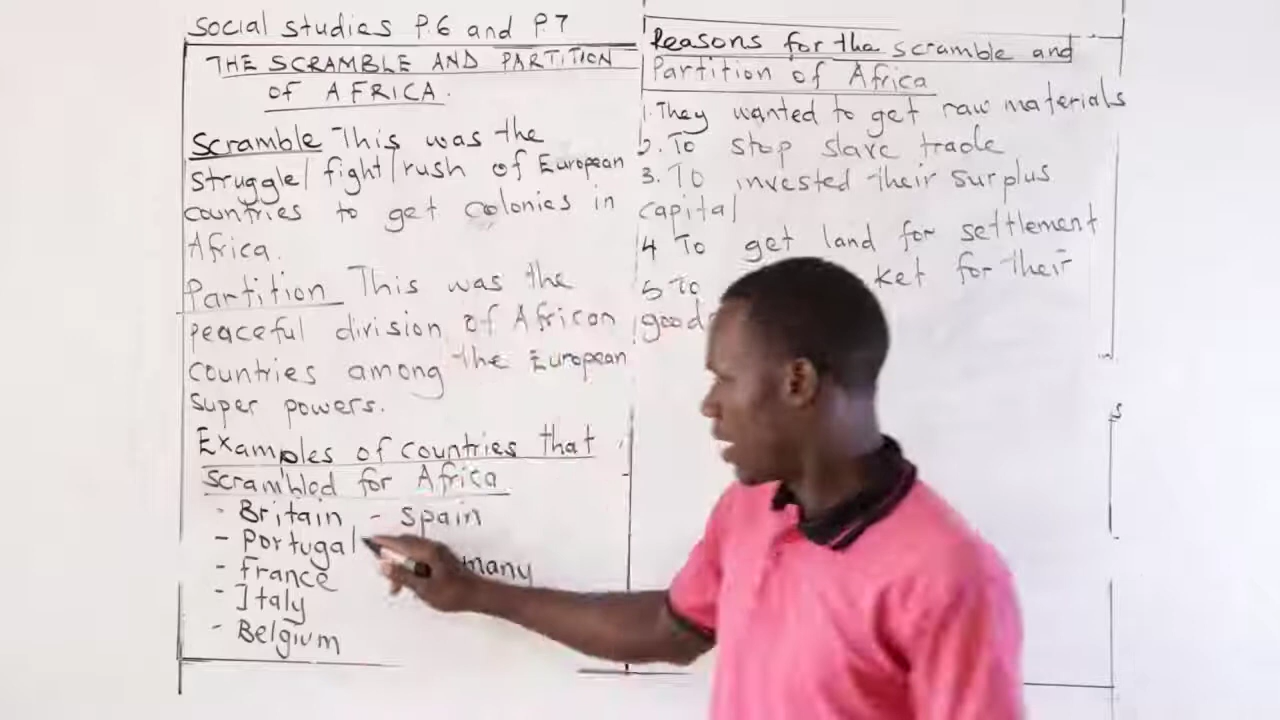 Social studies P.6 and P.7
THE SCRAMBLE AND PARTITION
OF AFRICA.
Scramble This was the
struggle/fight/rush of European
countries to get colonies in
Africa.
Partition This was the
peaceful division of African
countries among the European
super powers.
Examples of countries that
scrambled for Africa
- Britain - Spain
- Portugal
- France many
- Italy
- Belgium
Reasons for the scramble and
Partition of Africa
1. They wanted to get raw materials
2. To stop slave trade
3. To invested their surplus
capital
4 To get land for settlement
5 To ket for their
good
s